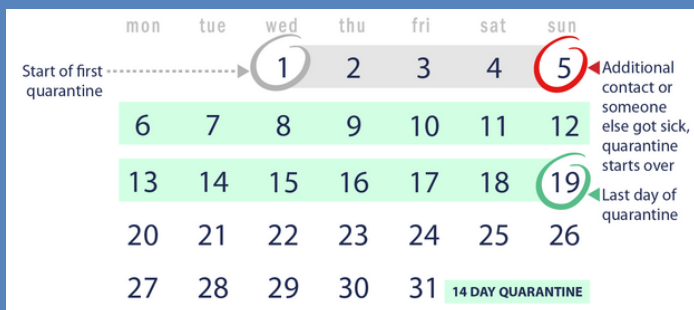 mon tue wed thu fri sat sun
Start of first
quarantine
1 2 3 4 5
Additional
contact or
someone
else got sick,
quarantine
starts over
6 7 8 9 10 11 12
13 14 15 16 17 18 19
Last day of
quarantine
20 21 22 23 24 25 26
27 28 29 30 31 14 DAY QUARANTINE